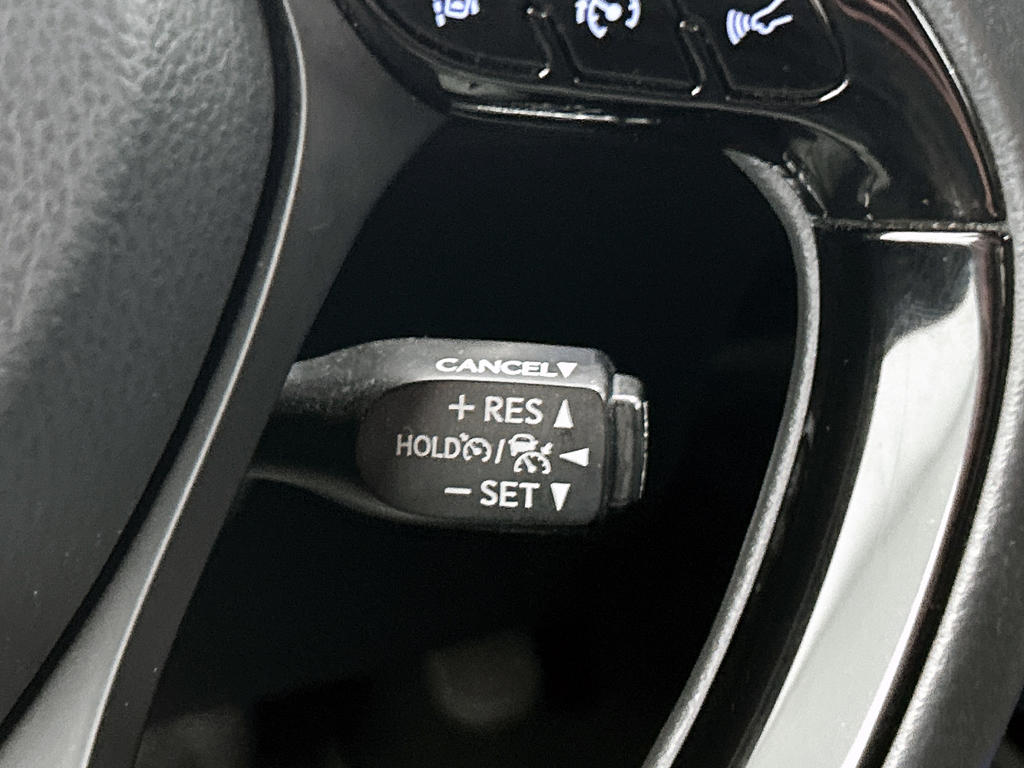 CANCEL▼
+ RES ▲
HOLD / ◀
− SET ▼